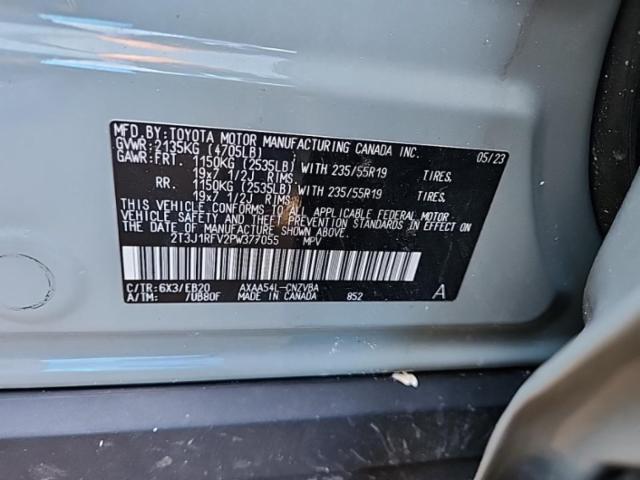 MFD.BY:TOYOTA MOTOR MANUFACTURING CANADA INC. 05/23
GVWR:2135KG (4705LB)
GAWR:FRT. 1150KG (2535LB) WITH 235/55R19 TIRES.
19x7 1/2J RIMS.
RR. 1150KG (2535LB) WITH 235/55R19 TIRES.
19x7 1/2J RIMS.
THIS VEHICLE CONFORMS TO ALL APPLICABLE FEDERAL MOTOR
VEHICLE SAFETY, BUMPER, AND THEFT PREVENTION STANDARDS IN EFFECT ON
THE DATE OF MANUFACTURE SHOWN ABOVE.
2T3J1RFV2PW377055 MPV
C/TR:6X3/EB20 AXAA54L-CNZVBA
A/TM: /UB80F MADE IN CANADA 852 A